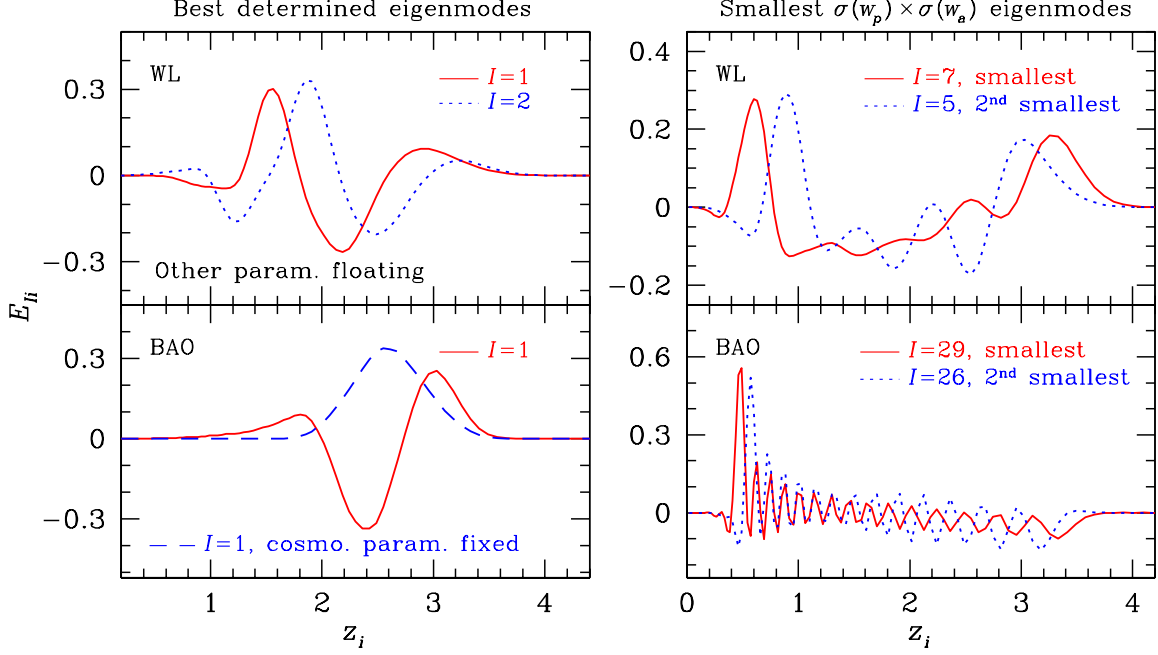 Best determined eigenmodes
Smallest σ(wₚ)×σ(wₐ) eigenmodes
WL
I=1
I=2
0.3
0
−0.3
Other param. floating
WL
I=7, smallest
I=5, 2ⁿᵈ smallest
0.4
0.2
0
−0.2
E_Ii
BAO
I=1
0.3
0
−0.3
I=1, cosmo. param. fixed
1 2 3 4
z_i
BAO
I=29, smallest
I=26, 2ⁿᵈ smallest
0.6
0.3
0
0 1 2 3 4
z_i